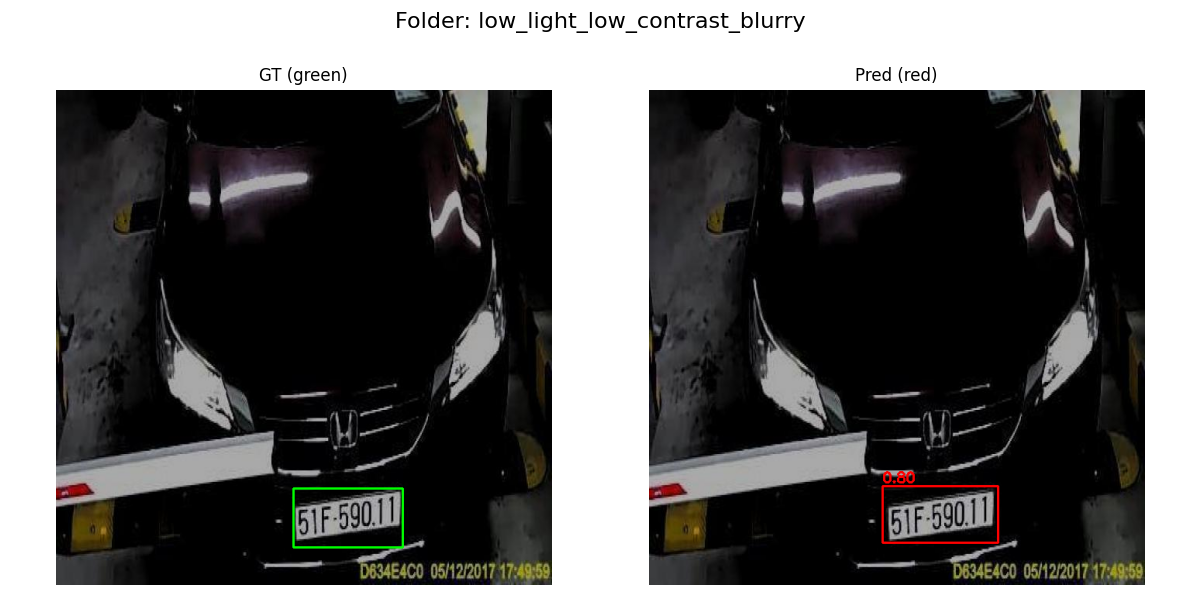 Folder: low_light_low_contrast_blurry
GT (green)
Pred (red)
51F-590.11
D634E4C0 05/12/2017 17:49:59
0.80
51F-590.11
D634E4C0 05/12/2017 17:49:59